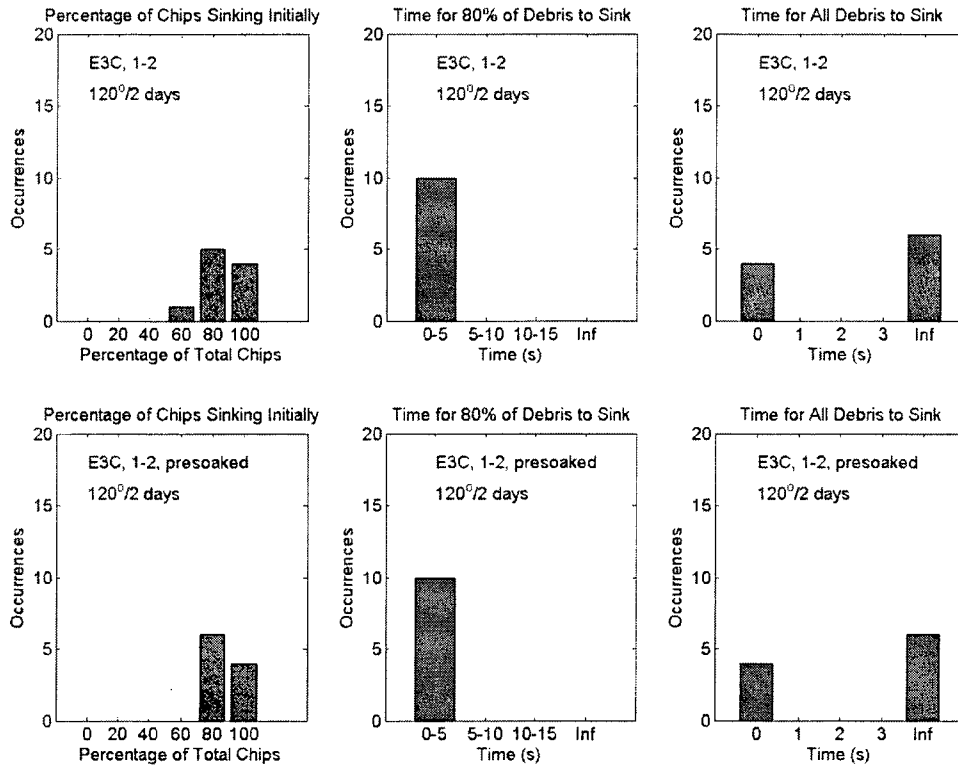 Percentage of Chips Sinking Initially
20
15
10
5
0
Occurrences
E3C, 1-2
120⁰/2 days
0 20 40 60 80 100
Percentage of Total Chips
Time for 80% of Debris to Sink
20
15
10
5
0
Occurrences
E3C, 1-2
120⁰/2 days
0-5 5-10 10-15 Inf
Time (s)
Time for All Debris to Sink
20
15
10
5
0
Occurrences
E3C, 1-2
120⁰/2 days
0 1 2 3 Inf
Time (s)
Percentage of Chips Sinking Initially
20
15
10
5
0
Occurrences
E3C, 1-2, presoaked
120⁰/2 days
0 20 40 60 80 100
Percentage of Total Chips
Time for 80% of Debris to Sink
20
15
10
5
0
Occurrences
E3C, 1-2, presoaked
120⁰/2 days
0-5 5-10 10-15 Inf
Time (s)
Time for All Debris to Sink
20
15
10
5
0
Occurrences
E3C, 1-2, presoaked
120⁰/2 days
0 1 2 3 Inf
Time (s)